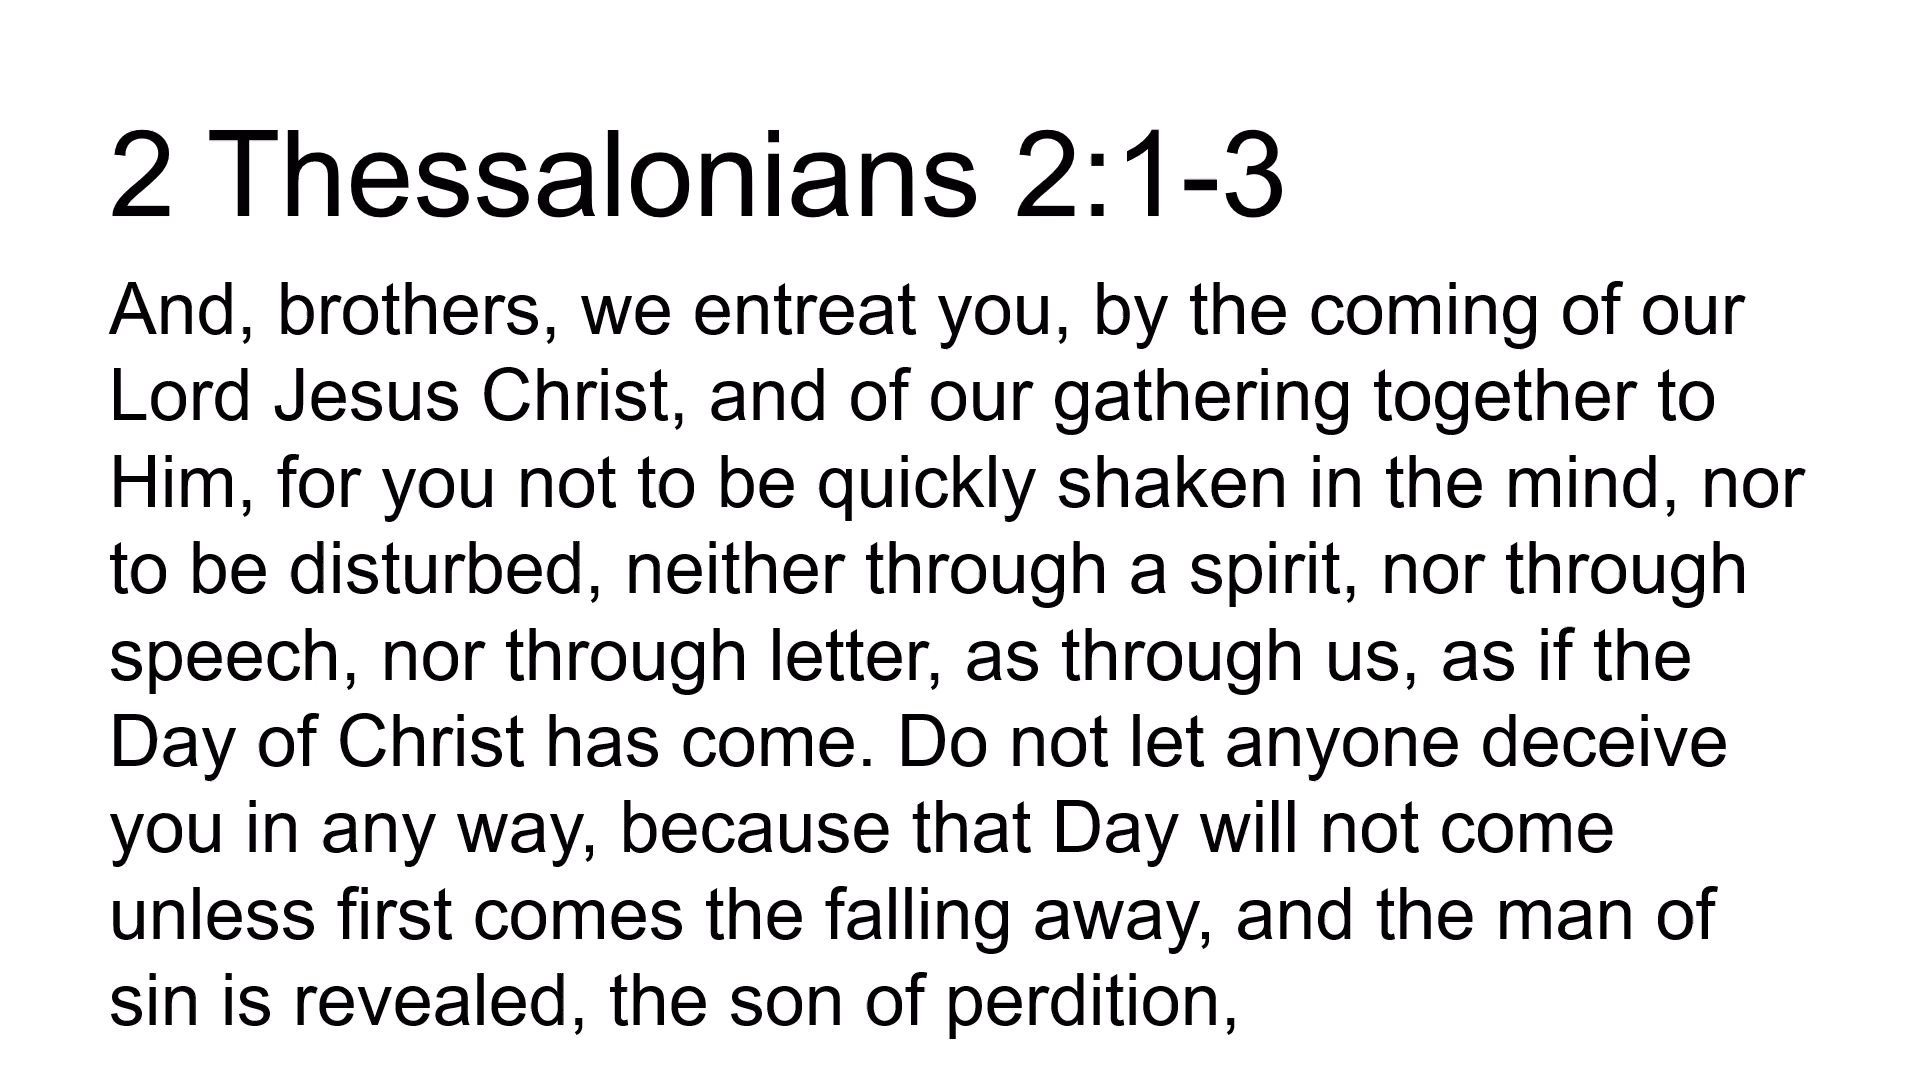 2 Thessalonians 2:1-3
And, brothers, we entreat you, by the coming of our
Lord Jesus Christ, and of our gathering together to
Him, for you not to be quickly shaken in the mind, nor
to be disturbed, neither through a spirit, nor through
speech, nor through letter, as through us, as if the
Day of Christ has come. Do not let anyone deceive
you in any way, because that Day will not come
unless first comes the falling away, and the man of
sin is revealed, the son of perdition,